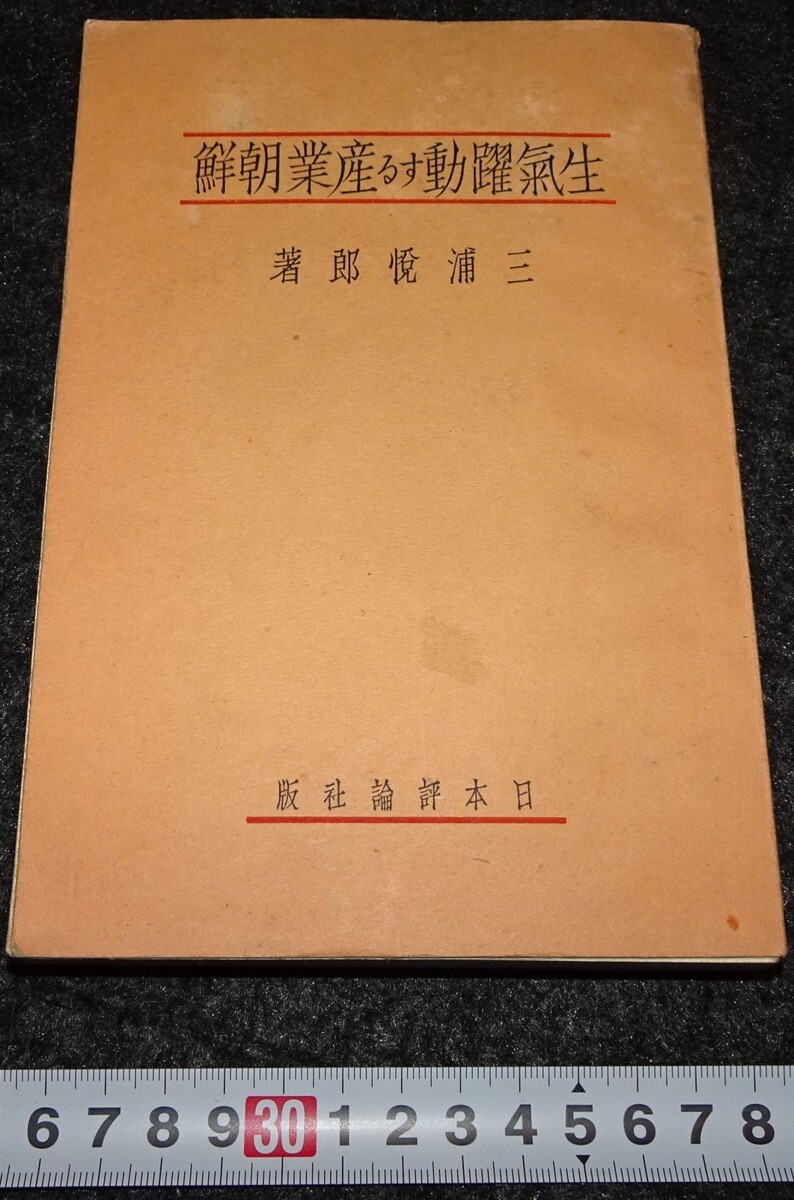 生氣躍動する産業朝鮮
三浦悅郎著
日本評論社版
6 7 8 9 30 1 2 3 4 5 6 7 8